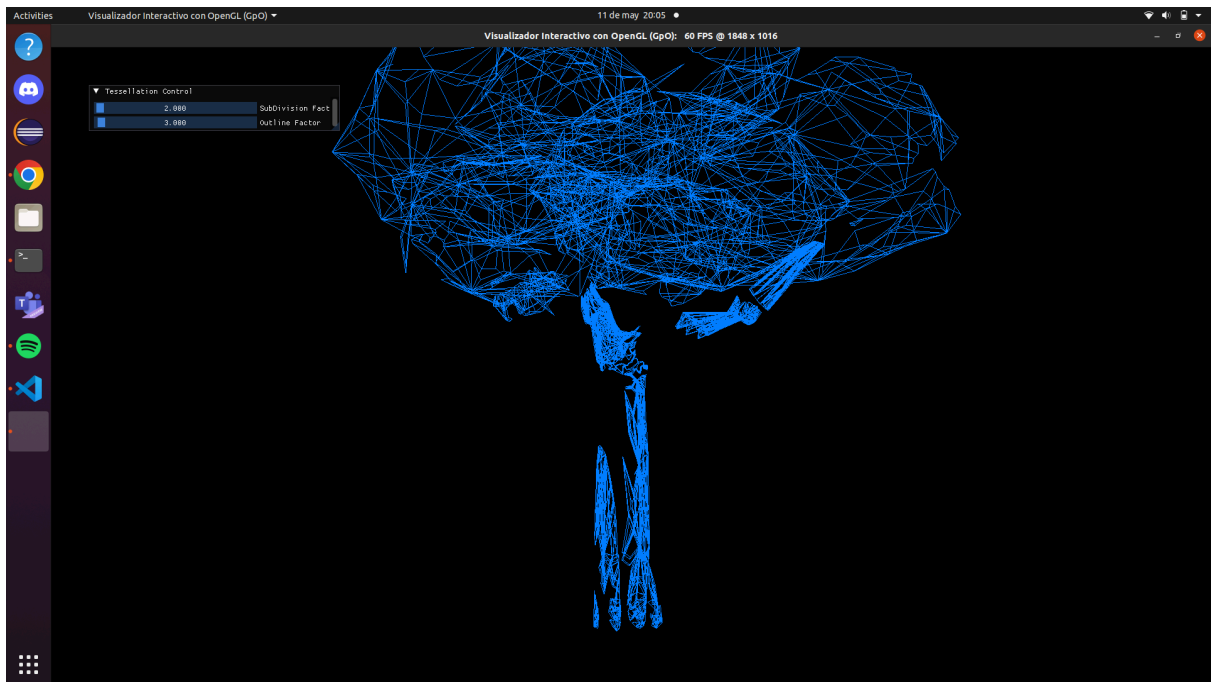 Activities
Visualizador Interactivo con OpenGL (GpO)
11 de may 20:05
Visualizador Interactivo con OpenGL (GpO): 60 FPS @ 1848 x 1016
Tessellation Control
2.000 SubDivision Fact
3.000 Outline Factor